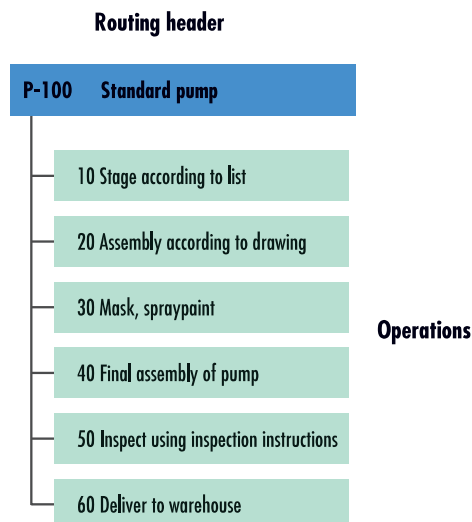 Routing header
P-100 Standard pump
10 Stage according to list
20 Assembly according to drawing
30 Mask, spraypaint
Operations
40 Final assembly of pump
50 Inspect using inspection instructions
60 Deliver to warehouse